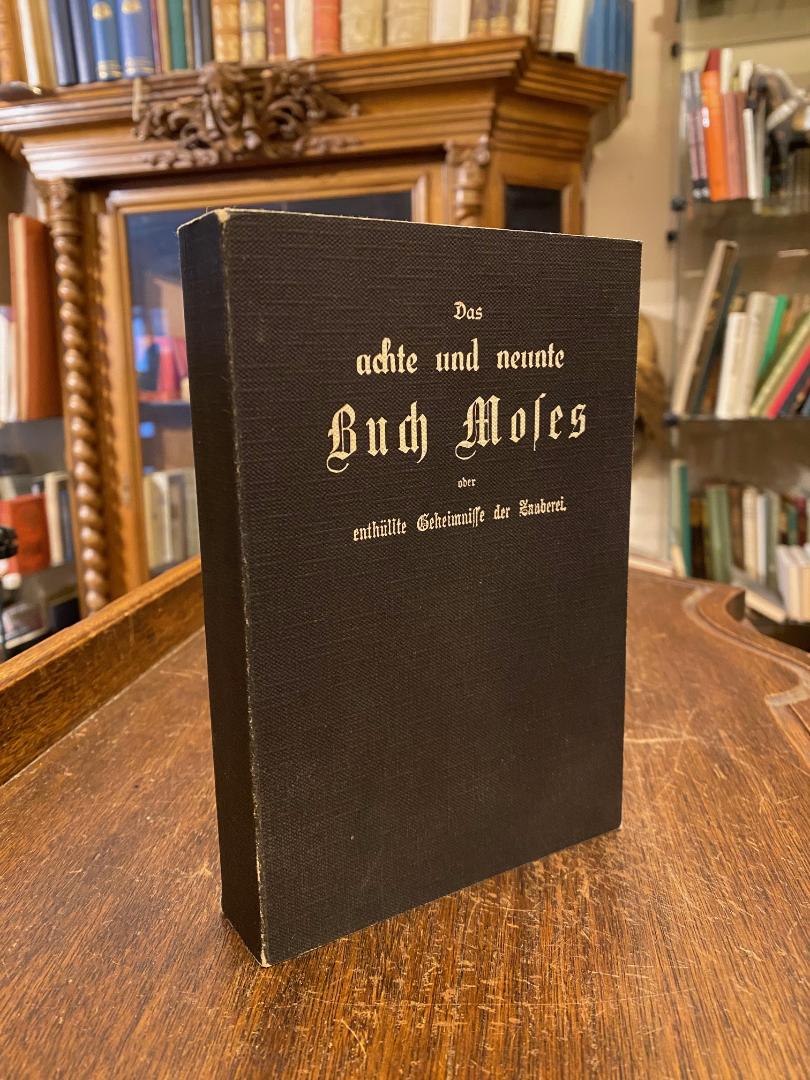 Das
achte und neunte
Buch Moſes
oder
enthüllte Geheimniſſe der Zauberei.